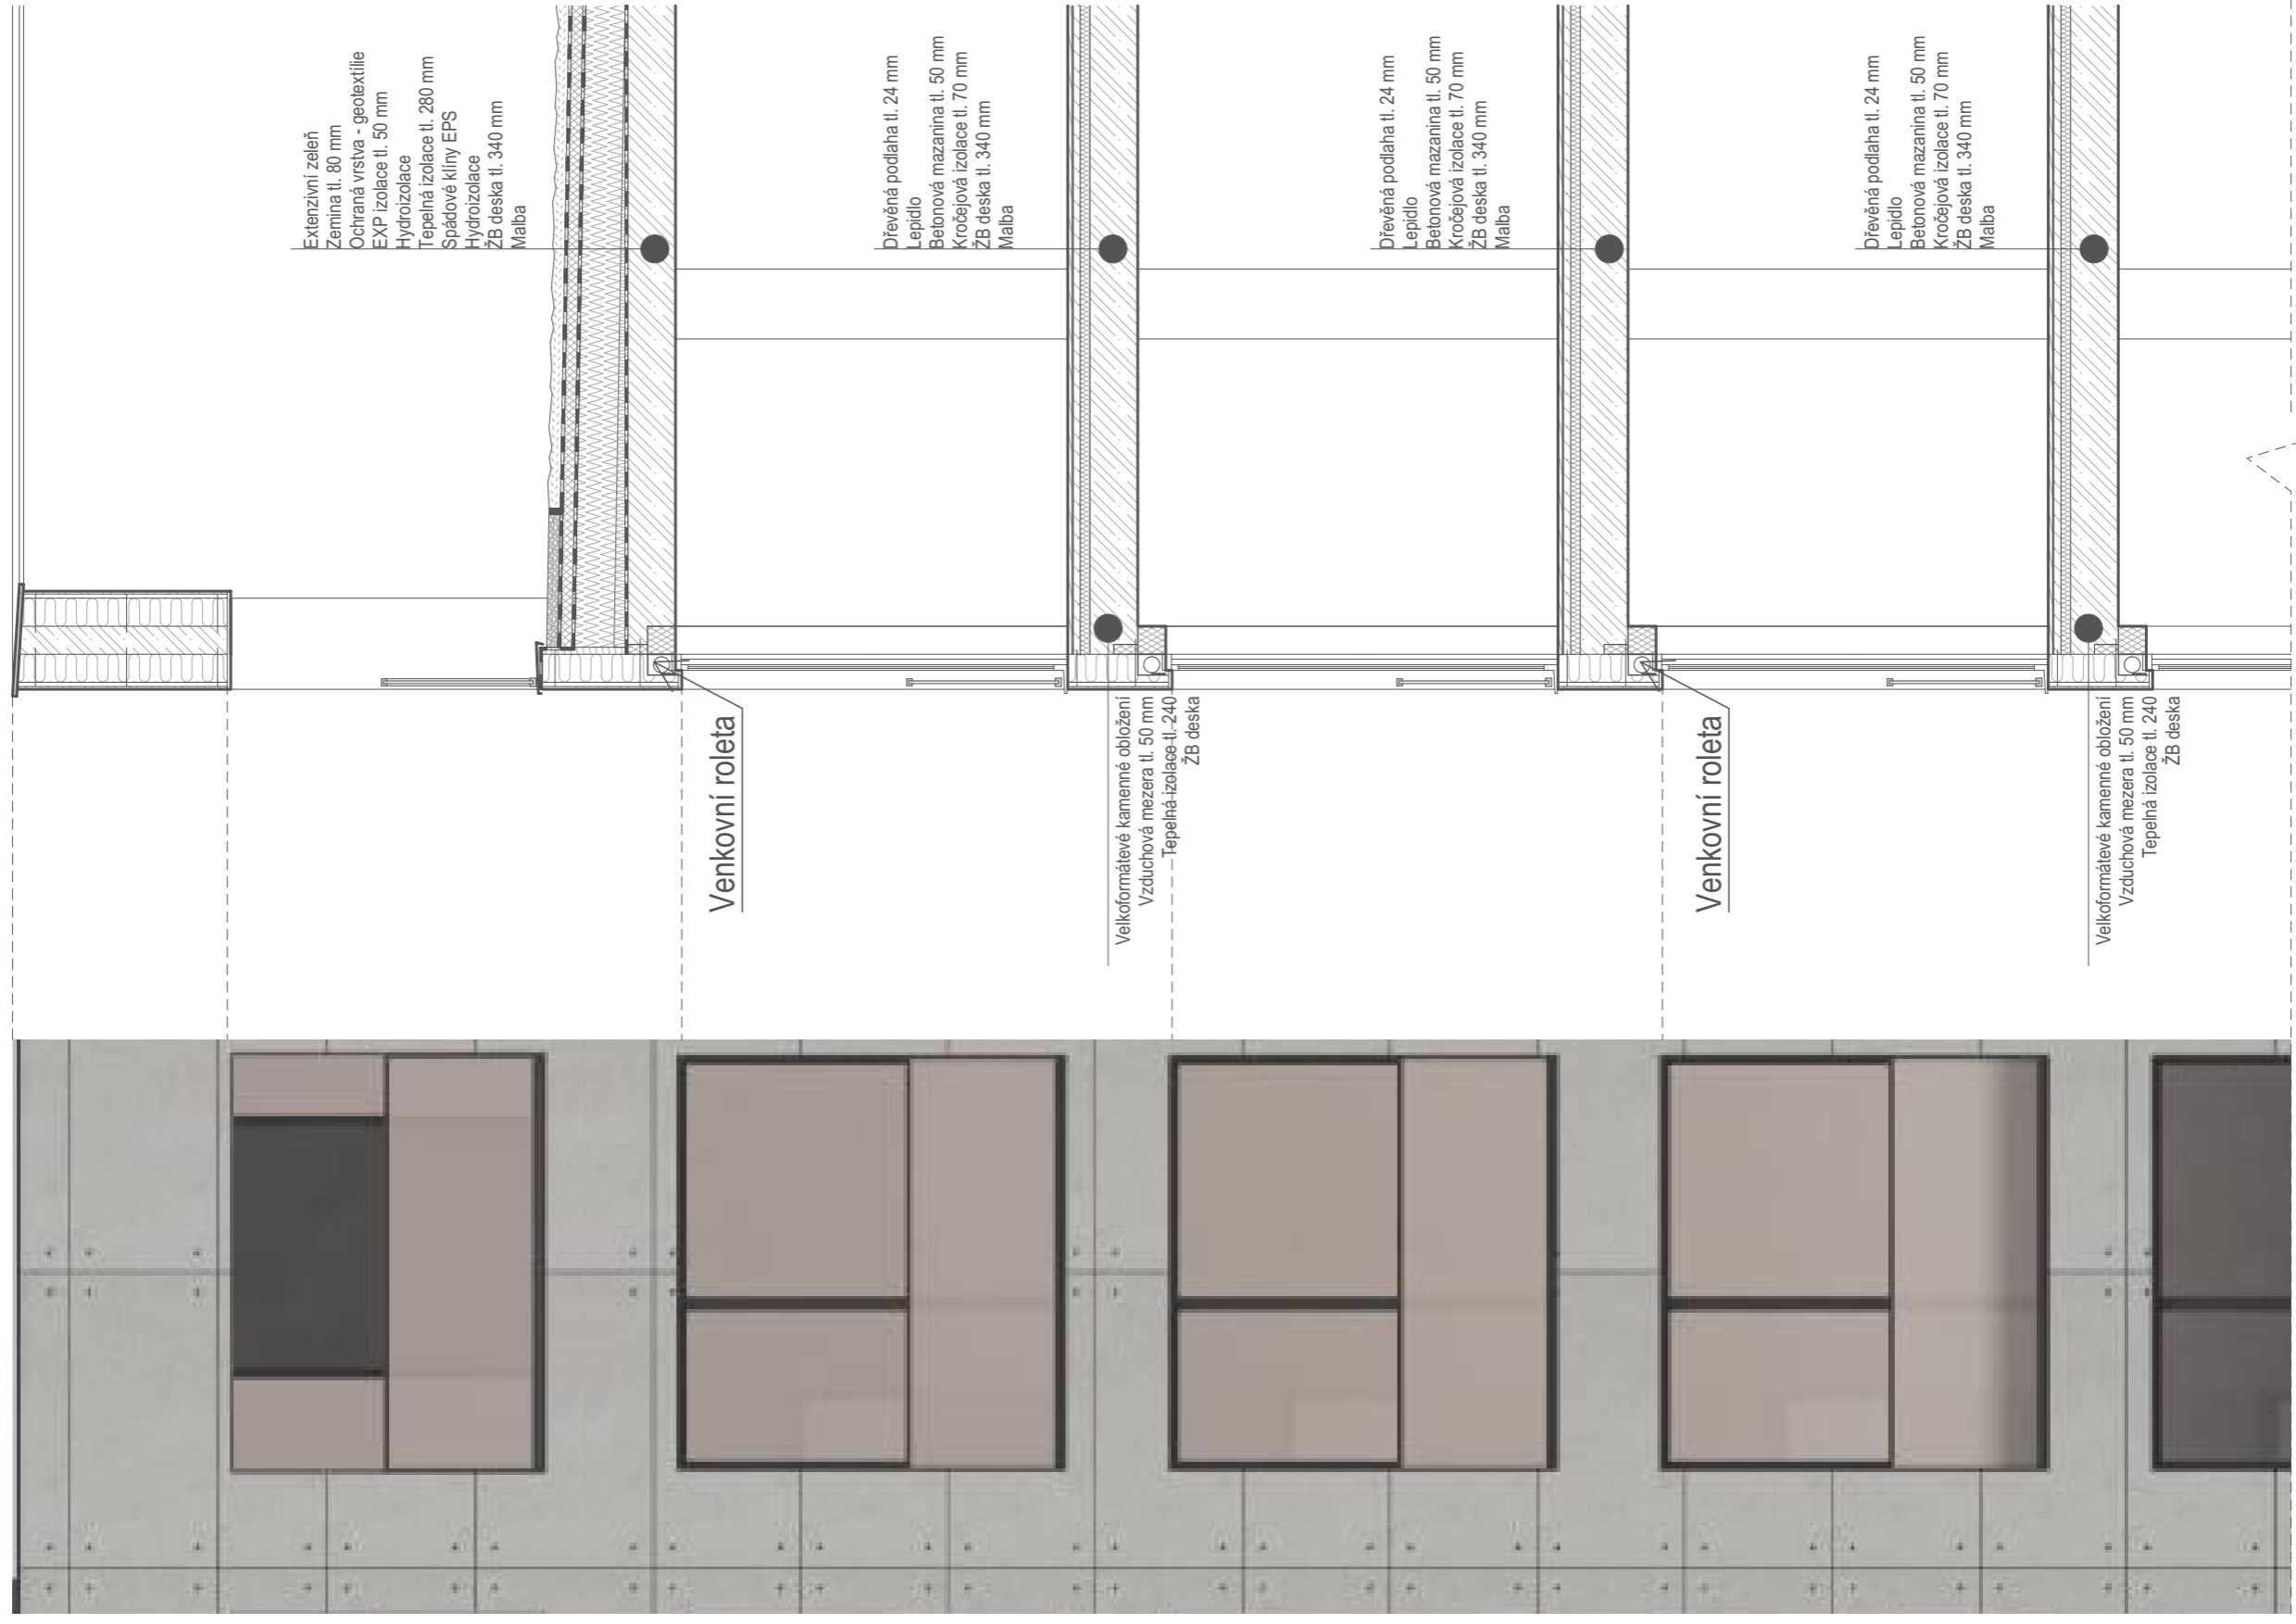 Extenzivní zeleň
Zemina tl. 80 mm
Ochraná vrstva - geotextílie
EXP izolace tl. 50 mm
Hydroizolace
Tepelná izolace tl. 280 mm
Spádové klíny EPS
Hydroizolace
ŽB deska tl. 340 mm
Malba
Dřevěná podlaha tl. 24 mm
Lepidlo
Betonová mazanina tl. 50 mm
Kročejová izolace tl. 70 mm
ŽB deska tl. 340 mm
Malba
Dřevěná podlaha tl. 24 mm
Lepidlo
Betonová mazanina tl. 50 mm
Kročejová izolace tl. 70 mm
ŽB deska tl. 340 mm
Malba
Dřevěná podlaha tl. 24 mm
Lepidlo
Betonová mazanina tl. 50 mm
Kročejová izolace tl. 70 mm
ŽB deska tl. 340 mm
Malba
Venkovní roleta
Velkoformátevé kamenné obložení
Vzduchová mezera tl. 50 mm
Tepelná izolace tl. 240
ŽB deska
Venkovní roleta
Velkoformátevé kamenné obložení
Vzduchová mezera tl. 50 mm
Tepelná izolace tl. 240
ŽB deska